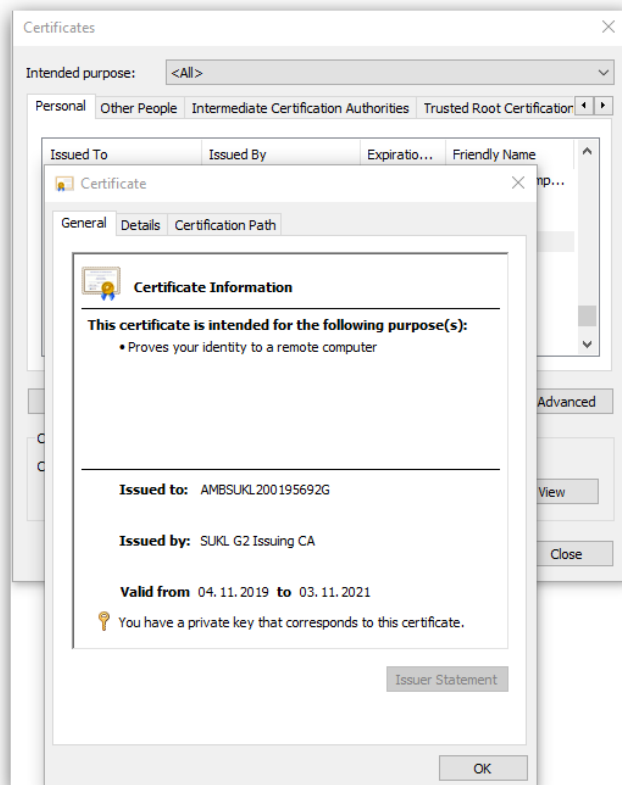 Certificates
Intended purpose: <All>
Personal Other People Intermediate Certification Authorities Trusted Root Certification
Issued To Issued By Expiratio... Friendly Name
Certificate
General Details Certification Path
Certificate Information
This certificate is intended for the following purpose(s):
• Proves your identity to a remote computer
Issued to: AMBSUKL200195692G
Issued by: SUKL G2 Issuing CA
Valid from 04. 11. 2019 to 03. 11. 2021
You have a private key that corresponds to this certificate.
Issuer Statement
OK
Advanced
View
Close